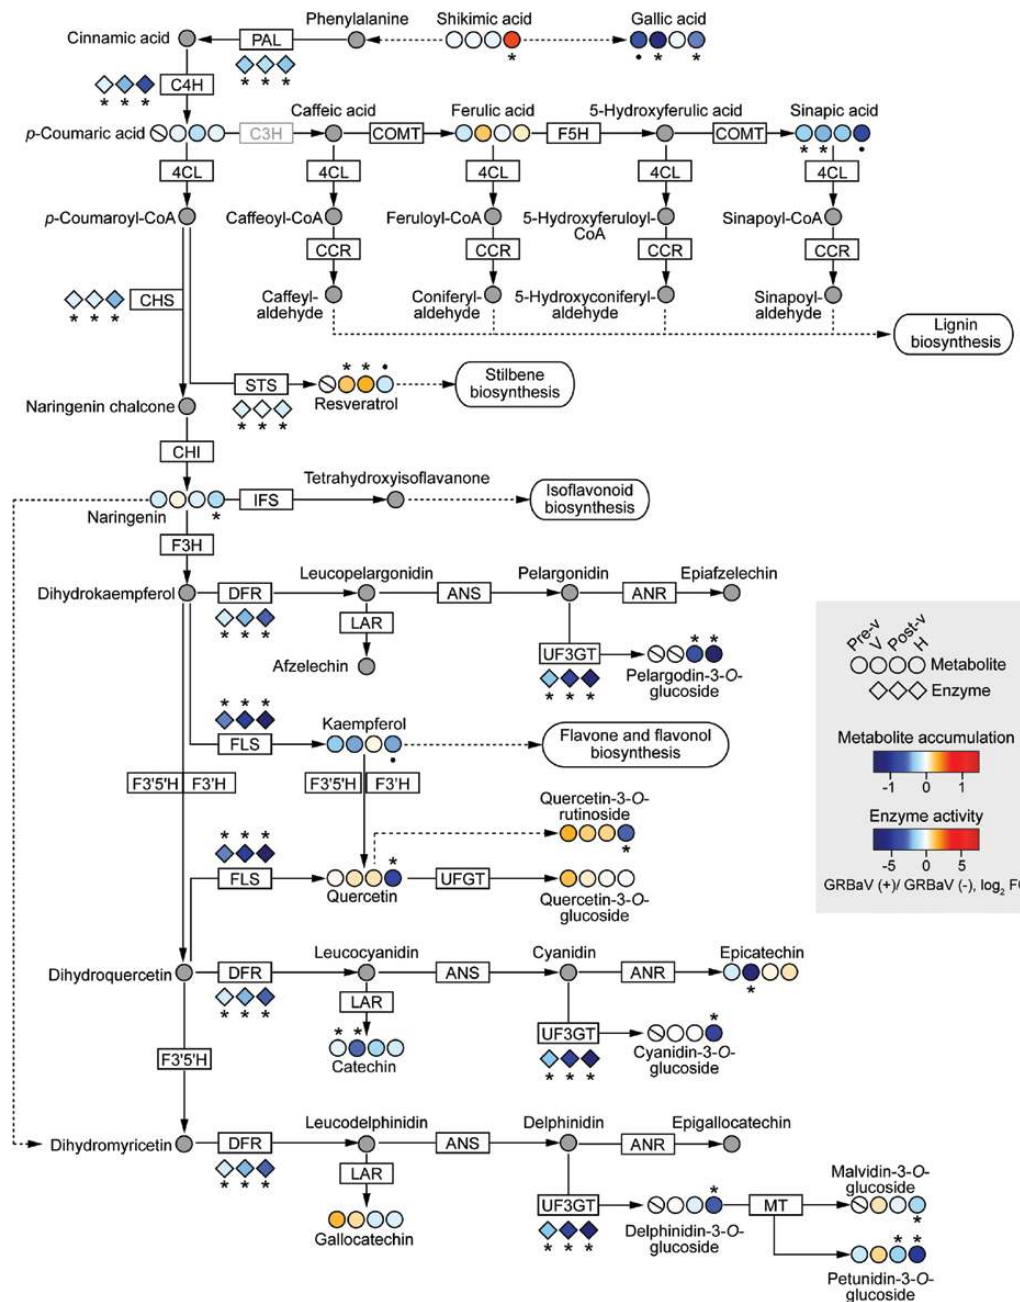 Phenylalanine
Shikimic acid
Gallic acid
Cinnamic acid
PAL
*
• * *
* * *
C4H
* * *
Caffeic acid
Ferulic acid
5-Hydroxyferulic acid
Sinapic acid
p-Coumaric acid
C3H
COMT
F5H
COMT
* * •
4CL
4CL
4CL
4CL
4CL
p-Coumaroyl-CoA
Caffeoyl-CoA
Feruloyl-CoA
5-Hydroxyferuloyl-
CoA
Sinapoyl-CoA
CCR
CCR
CCR
CCR
CHS
* * *
Caffeyl-
aldehyde
Coniferyl-
aldehyde
5-Hydroxyconiferyl-
aldehyde
Sinapoyl-
aldehyde
Lignin
biosynthesis
* * •
STS
Resveratrol
* * *
Stilbene
biosynthesis
Naringenin chalcone
CHI
Tetrahydroxyisoflavanone
Naringenin
*
IFS
Isoflavonoid
biosynthesis
F3H
Dihydrokaempferol
DFR
* * *
Leucopelargonidin
ANS
Pelargonidin
ANR
Epiafzelechin
LAR
Afzelechin
UF3GT
* * *
* *
Pelargodin-3-O-
glucoside
* * *
FLS
Kaempferol
•
Flavone and flavonol
biosynthesis
F3'5'H
F3'H
F3'5'H
F3'H
Quercetin-3-O-
rutinoside
*
* * *
FLS
*
Quercetin
UFGT
Quercetin-3-O-
glucoside
Dihydroquercetin
DFR
* * *
Leucocyanidin
ANS
Cyanidin
ANR
Epicatechin
*
LAR
* *
Catechin
UF3GT
* * *
*
Cyanidin-3-O-
glucoside
F3'5'H
Dihydromyricetin
DFR
* * *
Leucodelphinidin
ANS
Delphinidin
ANR
Epigallocatechin
LAR
Gallocatechin
UF3GT
* * *
*
Delphinidin-3-O-
glucoside
MT
Malvidin-3-O-
glucoside
*
* *
Petunidin-3-O-
glucoside
Pre-v
V
Post-v
H
Metabolite
Enzyme
Metabolite accumulation
-1 0 1
Enzyme activity
-5 0 5
GRBaV (+)/ GRBaV (-), log2 F